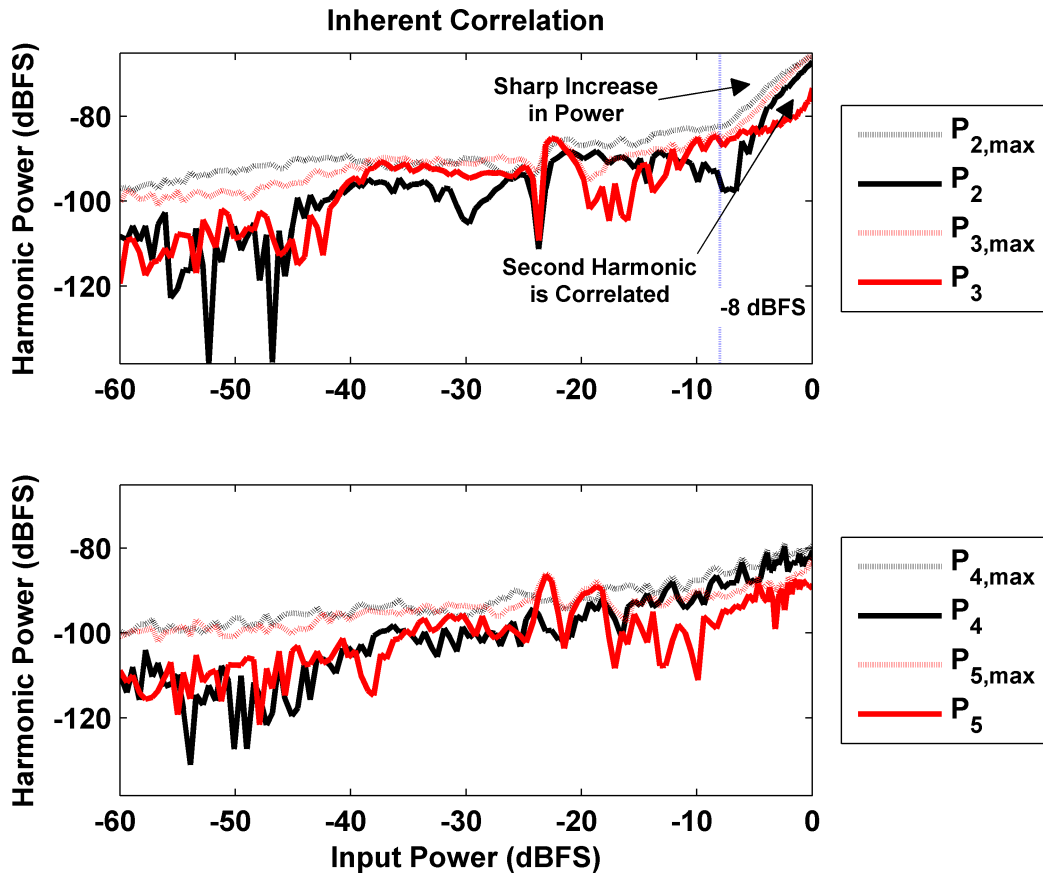 Inherent Correlation
Harmonic Power (dBFS)
-80
-100
-120
Sharp Increase
in Power
Second Harmonic
is Correlated
-8 dBFS
-60 -50 -40 -30 -20 -10 0
P2,max
P2
P3,max
P3
Harmonic Power (dBFS)
-80
-100
-120
-60 -50 -40 -30 -20 -10 0
Input Power (dBFS)
P4,max
P4
P5,max
P5